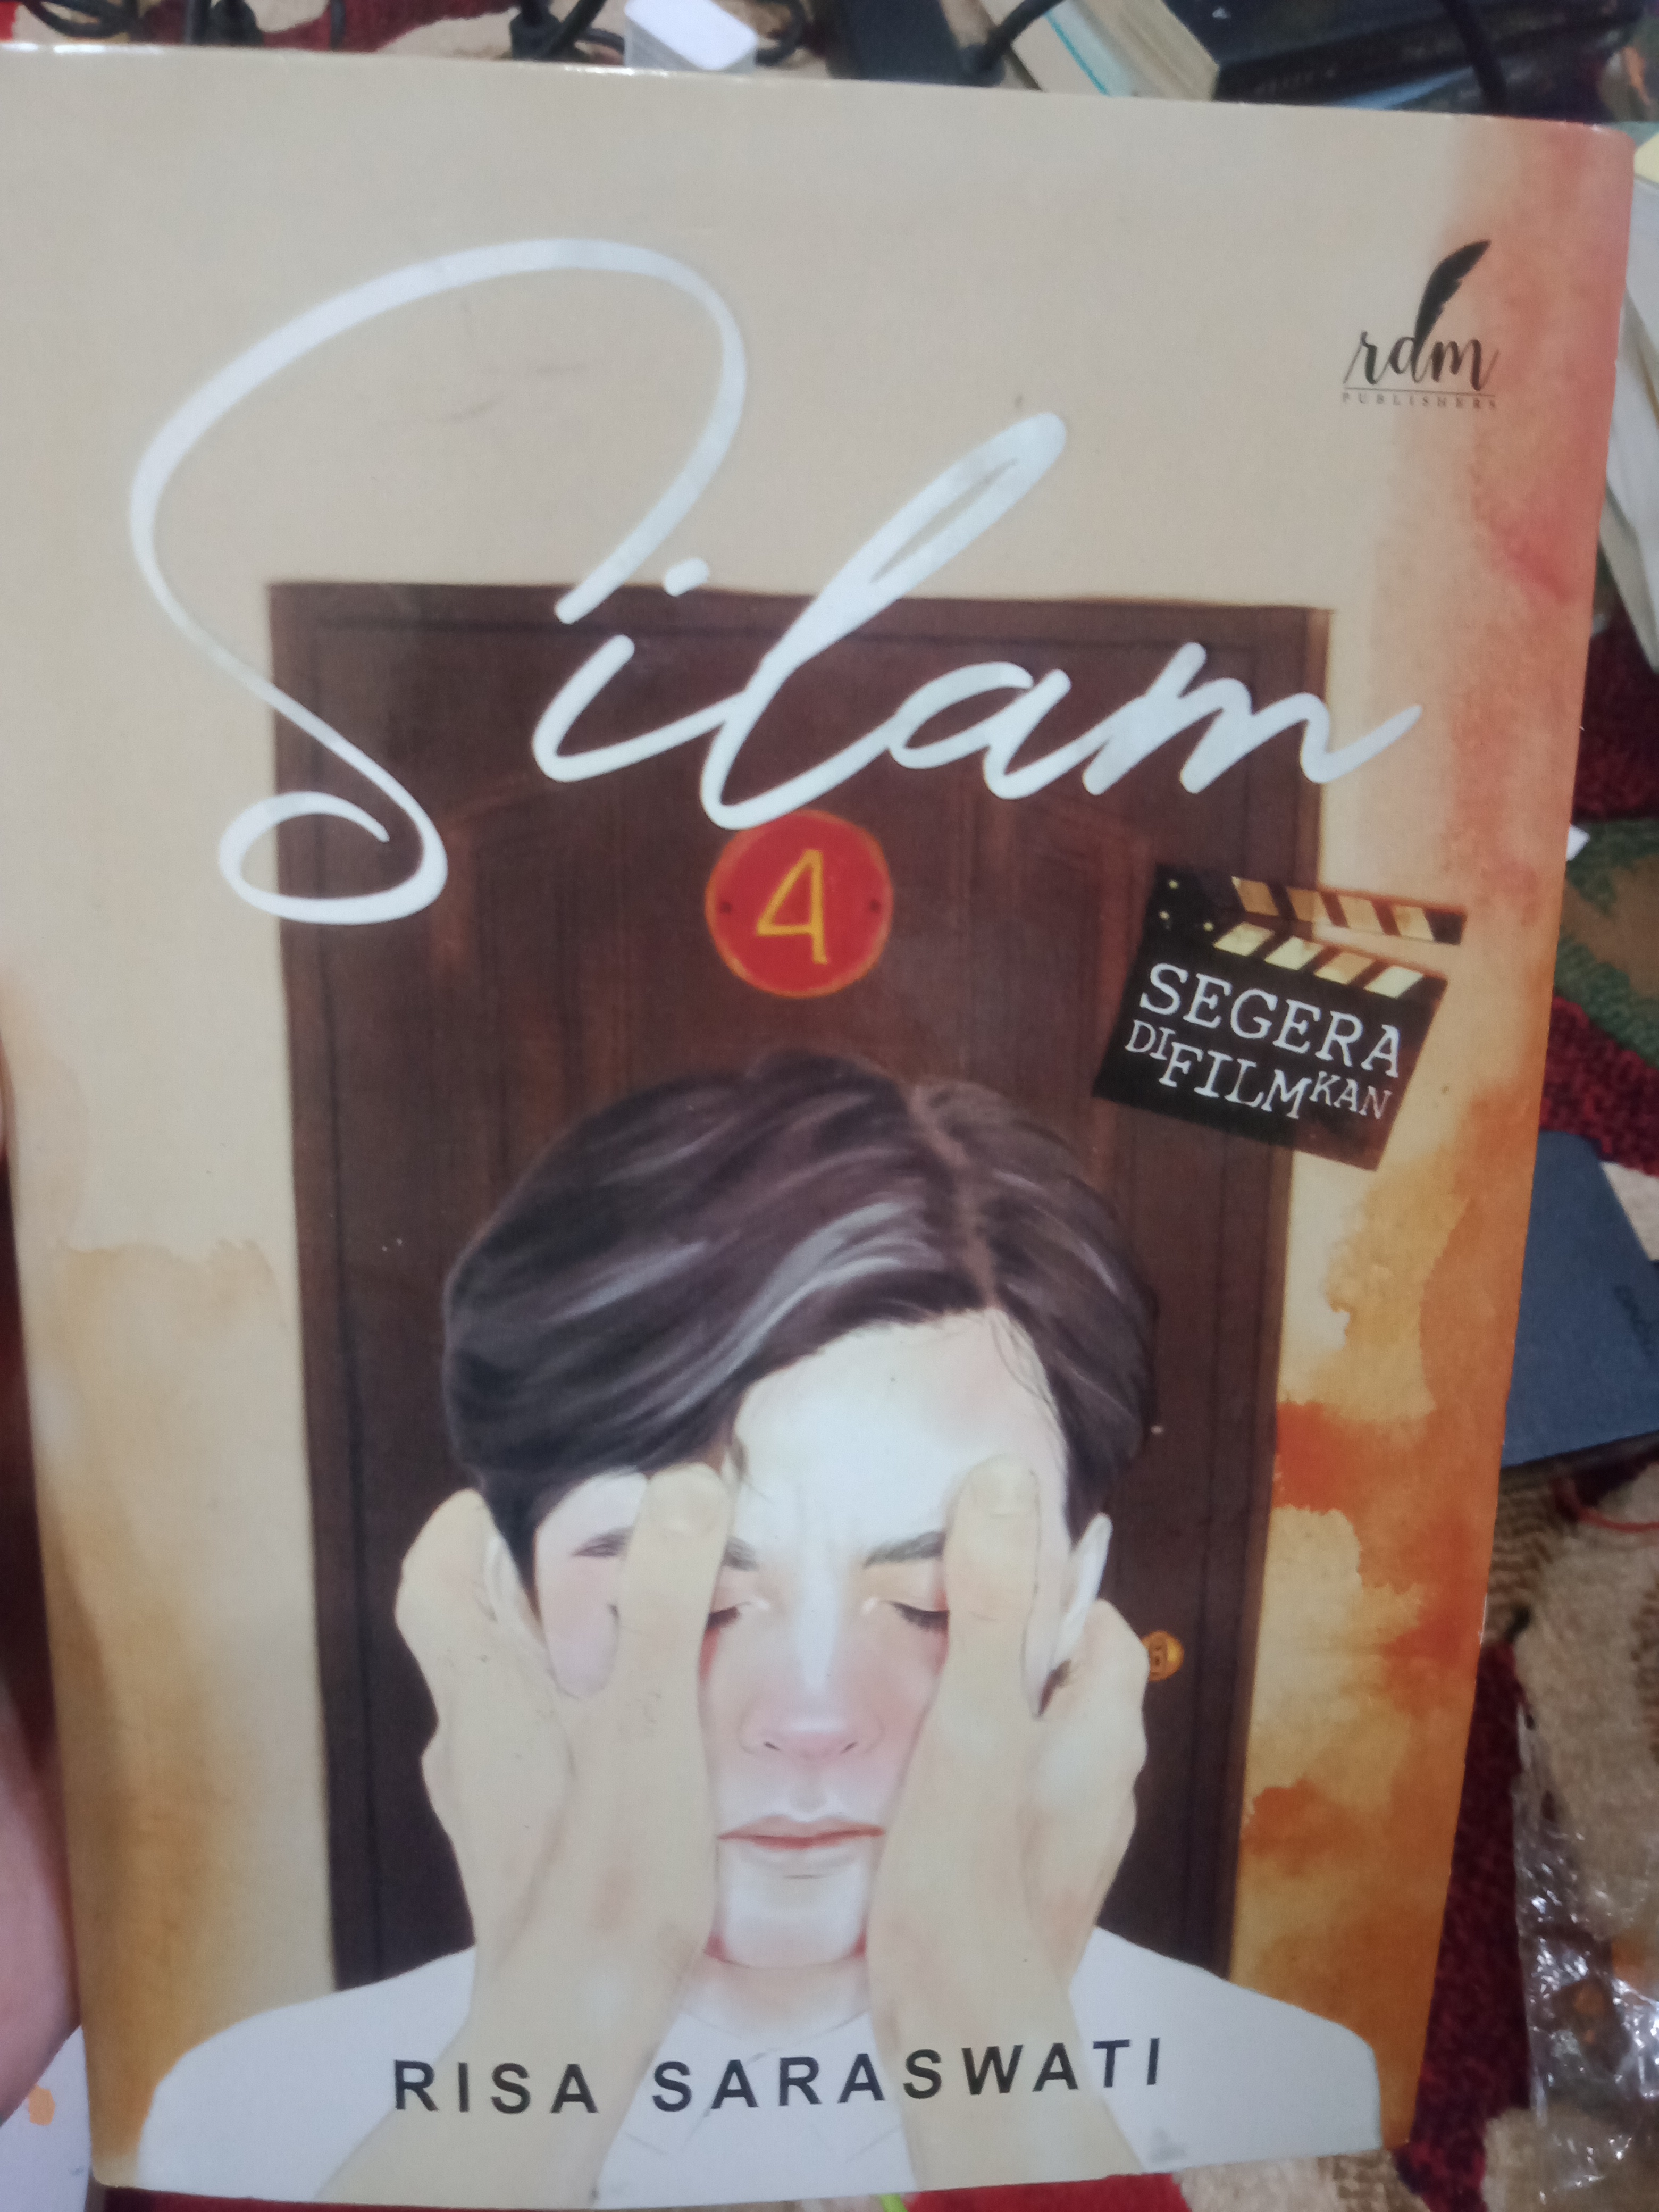 Silam
rdm
PUBLISHERS
4
SEGERA
DIFILMKAN
RISA SARASWATI